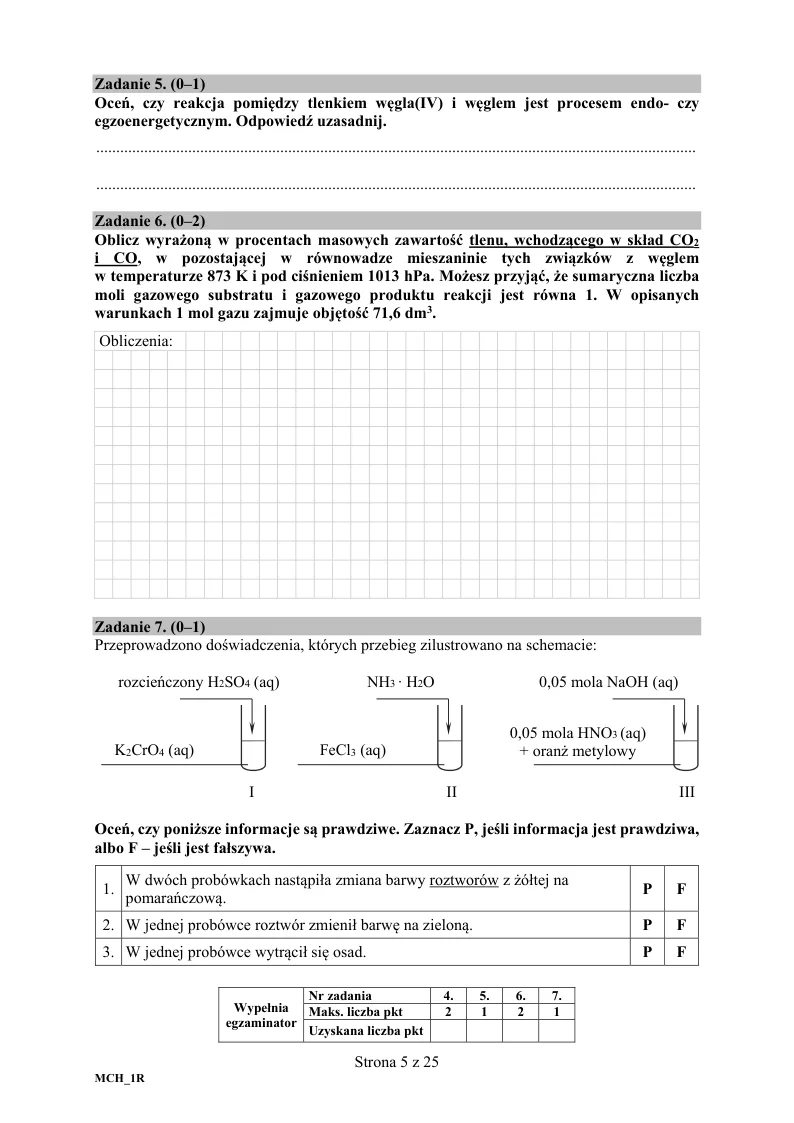 Zadanie 5. (0–1)
Oceń, czy reakcja pomiędzy tlenkiem węgla(IV) i węglem jest procesem endo- czy
egzoenergetycznym. Odpowiedź uzasadnij.
......................................................................................................................................................
......................................................................................................................................................
Zadanie 6. (0–2)
Oblicz wyrażoną w procentach masowych zawartość tlenu, wchodzącego w skład CO₂
i CO, w pozostającej w równowadze mieszaninie tych związków z węglem
w temperaturze 873 K i pod ciśnieniem 1013 hPa. Możesz przyjąć, że sumaryczna liczba
moli gazowego substratu i gazowego produktu reakcji jest równa 1. W opisanych
warunkach 1 mol gazu zajmuje objętość 71,6 dm³.
Obliczenia:
Zadanie 7. (0–1)
Przeprowadzono doświadczenia, których przebieg zilustrowano na schemacie:
rozcieńczony H₂SO₄ (aq)
K₂CrO₄ (aq)
I
NH₃ · H₂O
FeCl₃ (aq)
II
0,05 mola NaOH (aq)
0,05 mola HNO₃ (aq)
+ oranż metylowy
III
Oceń, czy poniższe informacje są prawdziwe. Zaznacz P, jeśli informacja jest prawdziwa,
albo F – jeśli jest fałszywa.
1. W dwóch probówkach nastąpiła zmiana barwy roztworów z żółtej na
pomarańczową. P F
2. W jednej probówce roztwór zmienił barwę na zieloną. P F
3. W jednej probówce wytrącił się osad. P F
Wypełnia
egzaminator
Nr zadania 4. 5. 6. 7.
Maks. liczba pkt 2 1 2 1
Uzyskana liczba pkt
Strona 5 z 25
MCH_1R